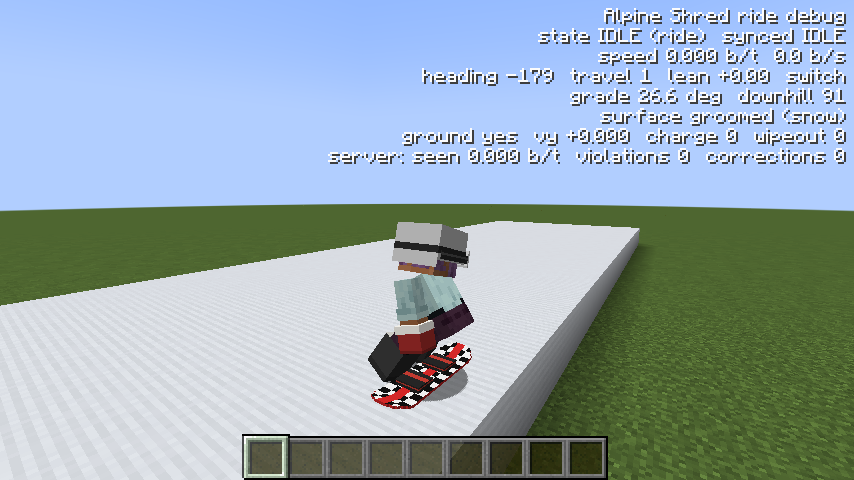 Alpine Shred ride debug
state IDLE (ride) synced IDLE
speed 0.000 b/t 0.0 b/s
heading -179 travel 1 lean +0.00 switch
grade 26.6 deg downhill 91
surface groomed (snow)
ground yes vy +0.000 charge 0 wipeout 0
server: seen 0.000 b/t violations 0 corrections 0